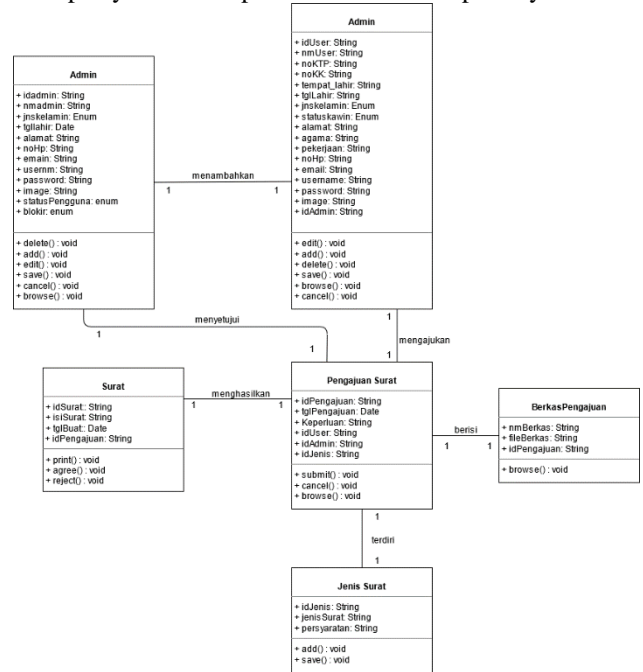 Admin
+ idadmin: String
+ nmadmin: String
+ jnskelamin: Enum
+ tgllahir: Date
+ alamat: String
+ noHp: String
+ emain: String
+ usernm: String
+ password: String
+ image: String
+ statusPengguna: enum
+ blokir: enum
+ delete() : void
+ add() : void
+ edit() : void
+ save() : void
+ cancel() : void
+ browse() : void
menambahkan
1
1
Admin
+ idUser: String
+ nmUser: String
+ noKTP: String
+ noKK: String
+ tempat_lahir: String
+ tglLahir: String
+ jnskelamin: Enum
+ statuskawin: Enum
+ alamat: String
+ agama: String
+ pekerjaan: String
+ noHp: String
+ email: String
+ username: String
+ password: String
+ image: String
+ idAdmin: String
+ edit() : void
+ add() : void
+ delete() : void
+ save() : void
+ browse() : void
+ cancel() : void
menyetujui
1
1
1
mengajukan
1
Surat
+ idSurat:: String
+ isiSurat: String
+ tglBuat:: Date
+ idPengajuan: String
+ print() : void
+ agree() : void
+ reject() : void
menghasilkan
1
1
Pengajuan Surat
+ idPengajuan: String
+ tglPengajuan: Date
+ Keperluan: String
+ idUser: String
+ idAdmin: String
+ idJenis: String
+ submit() : void
+ cancel() : void
+ browse() : void
berisi
1
1
BerkasPengajuan
+ nmBerkas: String
+ fileBerkas: String
+ idPengajuan: String
+ browse() : void
1
terdiri
1
Jenis Surat
+ idJenis: String
+ jenisSurat: String
+ persyaratan: String
+ add() : void
+ save() : void